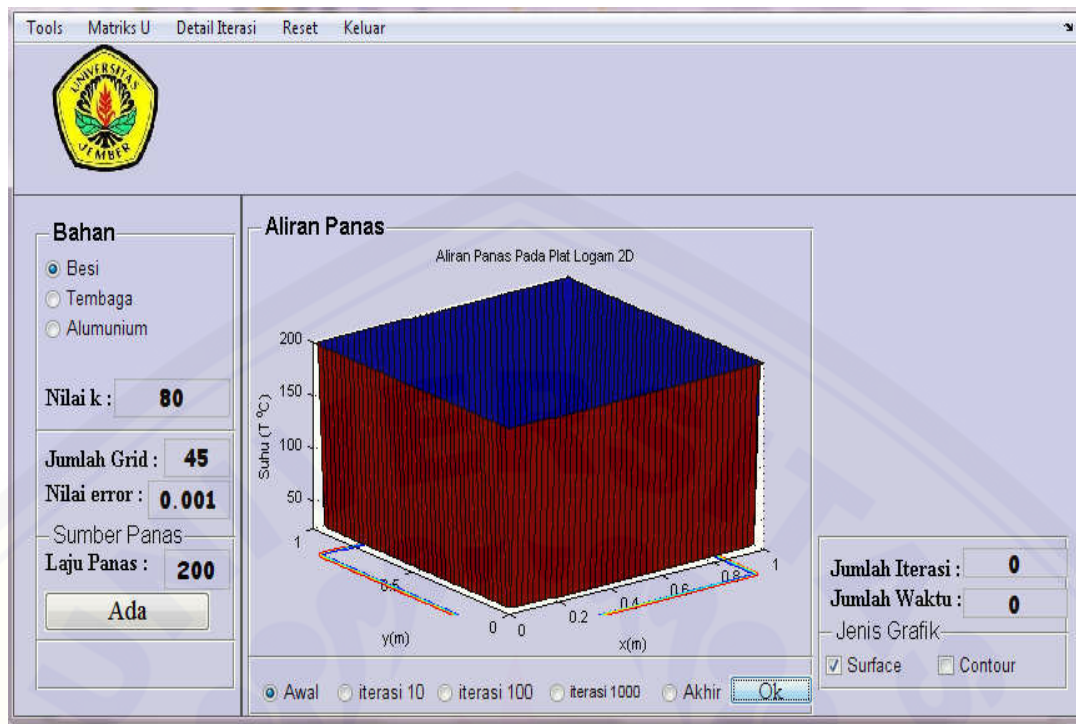 Tools Matriks U Detail Iterasi Reset Keluar
UNIVERSITAS
JEMBER
Bahan
Besi
Tembaga
Alumunium
Nilai k : 80
Jumlah Grid : 45
Nilai error : 0.001
Sumber Panas
Laju Panas : 200
Ada
Aliran Panas
Aliran Panas Pada Plat Logam 2D
200
150
100
50
Suhu (T °C)
1
0.5
0
y(m)
0
0.2
0.4
0.6
0.8
1
x(m)
Awal iterasi 10 iterasi 100 iterasi 1000 Akhir Ok
Jumlah Iterasi : 0
Jumlah Waktu : 0
Jenis Grafik
Surface Contour